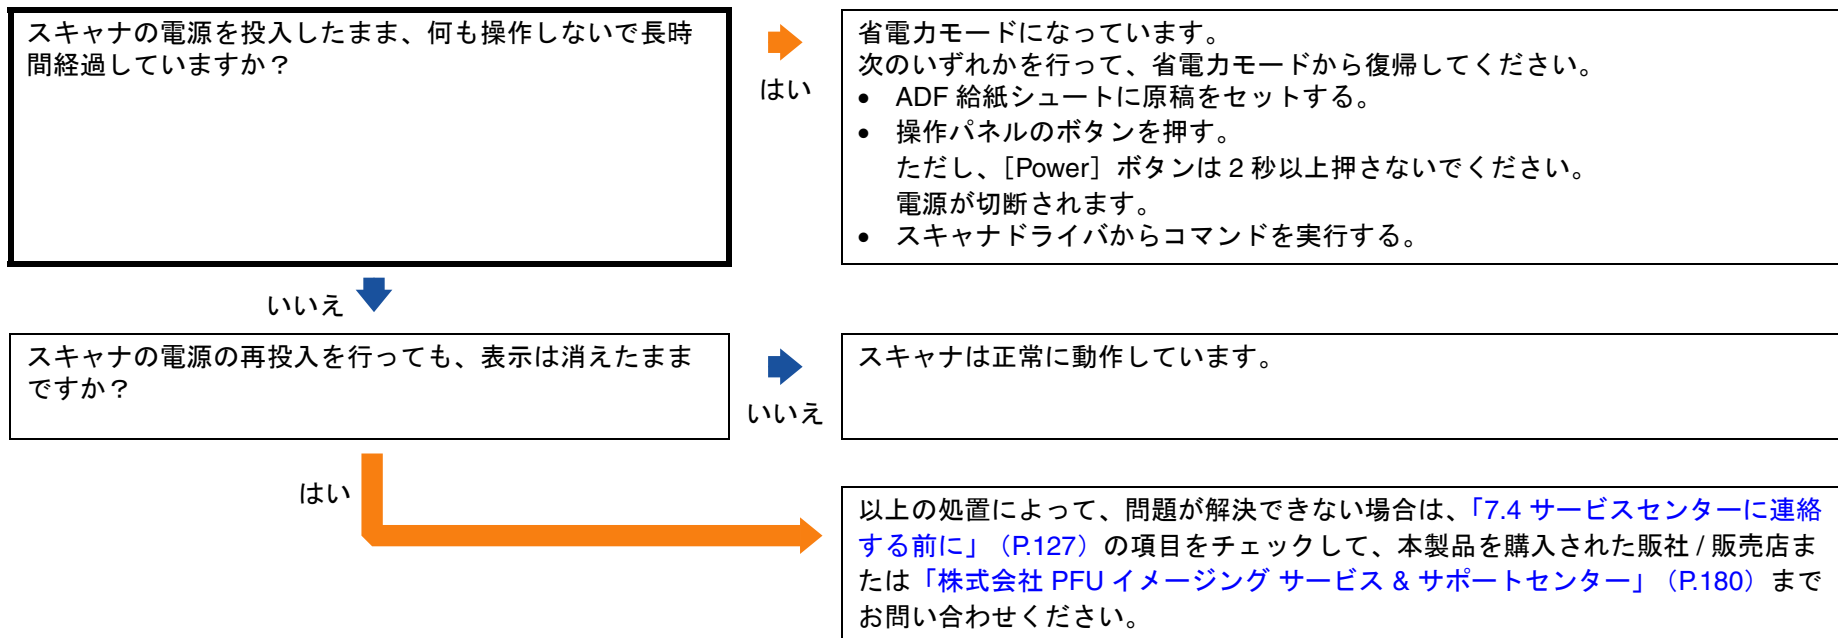 スキャナの電源を投入したまま、何も操作しないで長時
間経過していますか？
はい
省電力モードになっています。
次のいずれかを行って、省電力モードから復帰してください。
• ADF 給紙シュートに原稿をセットする。
• 操作パネルのボタンを押す。
ただし、［Power］ボタンは 2 秒以上押さないでください。
電源が切断されます。
• スキャナドライバからコマンドを実行する。
いいえ
スキャナの電源の再投入を行っても、表示は消えたまま
ですか？
いいえ
スキャナは正常に動作しています。
はい
以上の処置によって、問題が解決できない場合は、「7.4 サービスセンターに連絡
する前に」（P.127）の項目をチェックして、本製品を購入された販社 / 販売店ま
たは「株式会社 PFU イメージング サービス & サポートセンター」（P.180）まで
お問い合わせください。